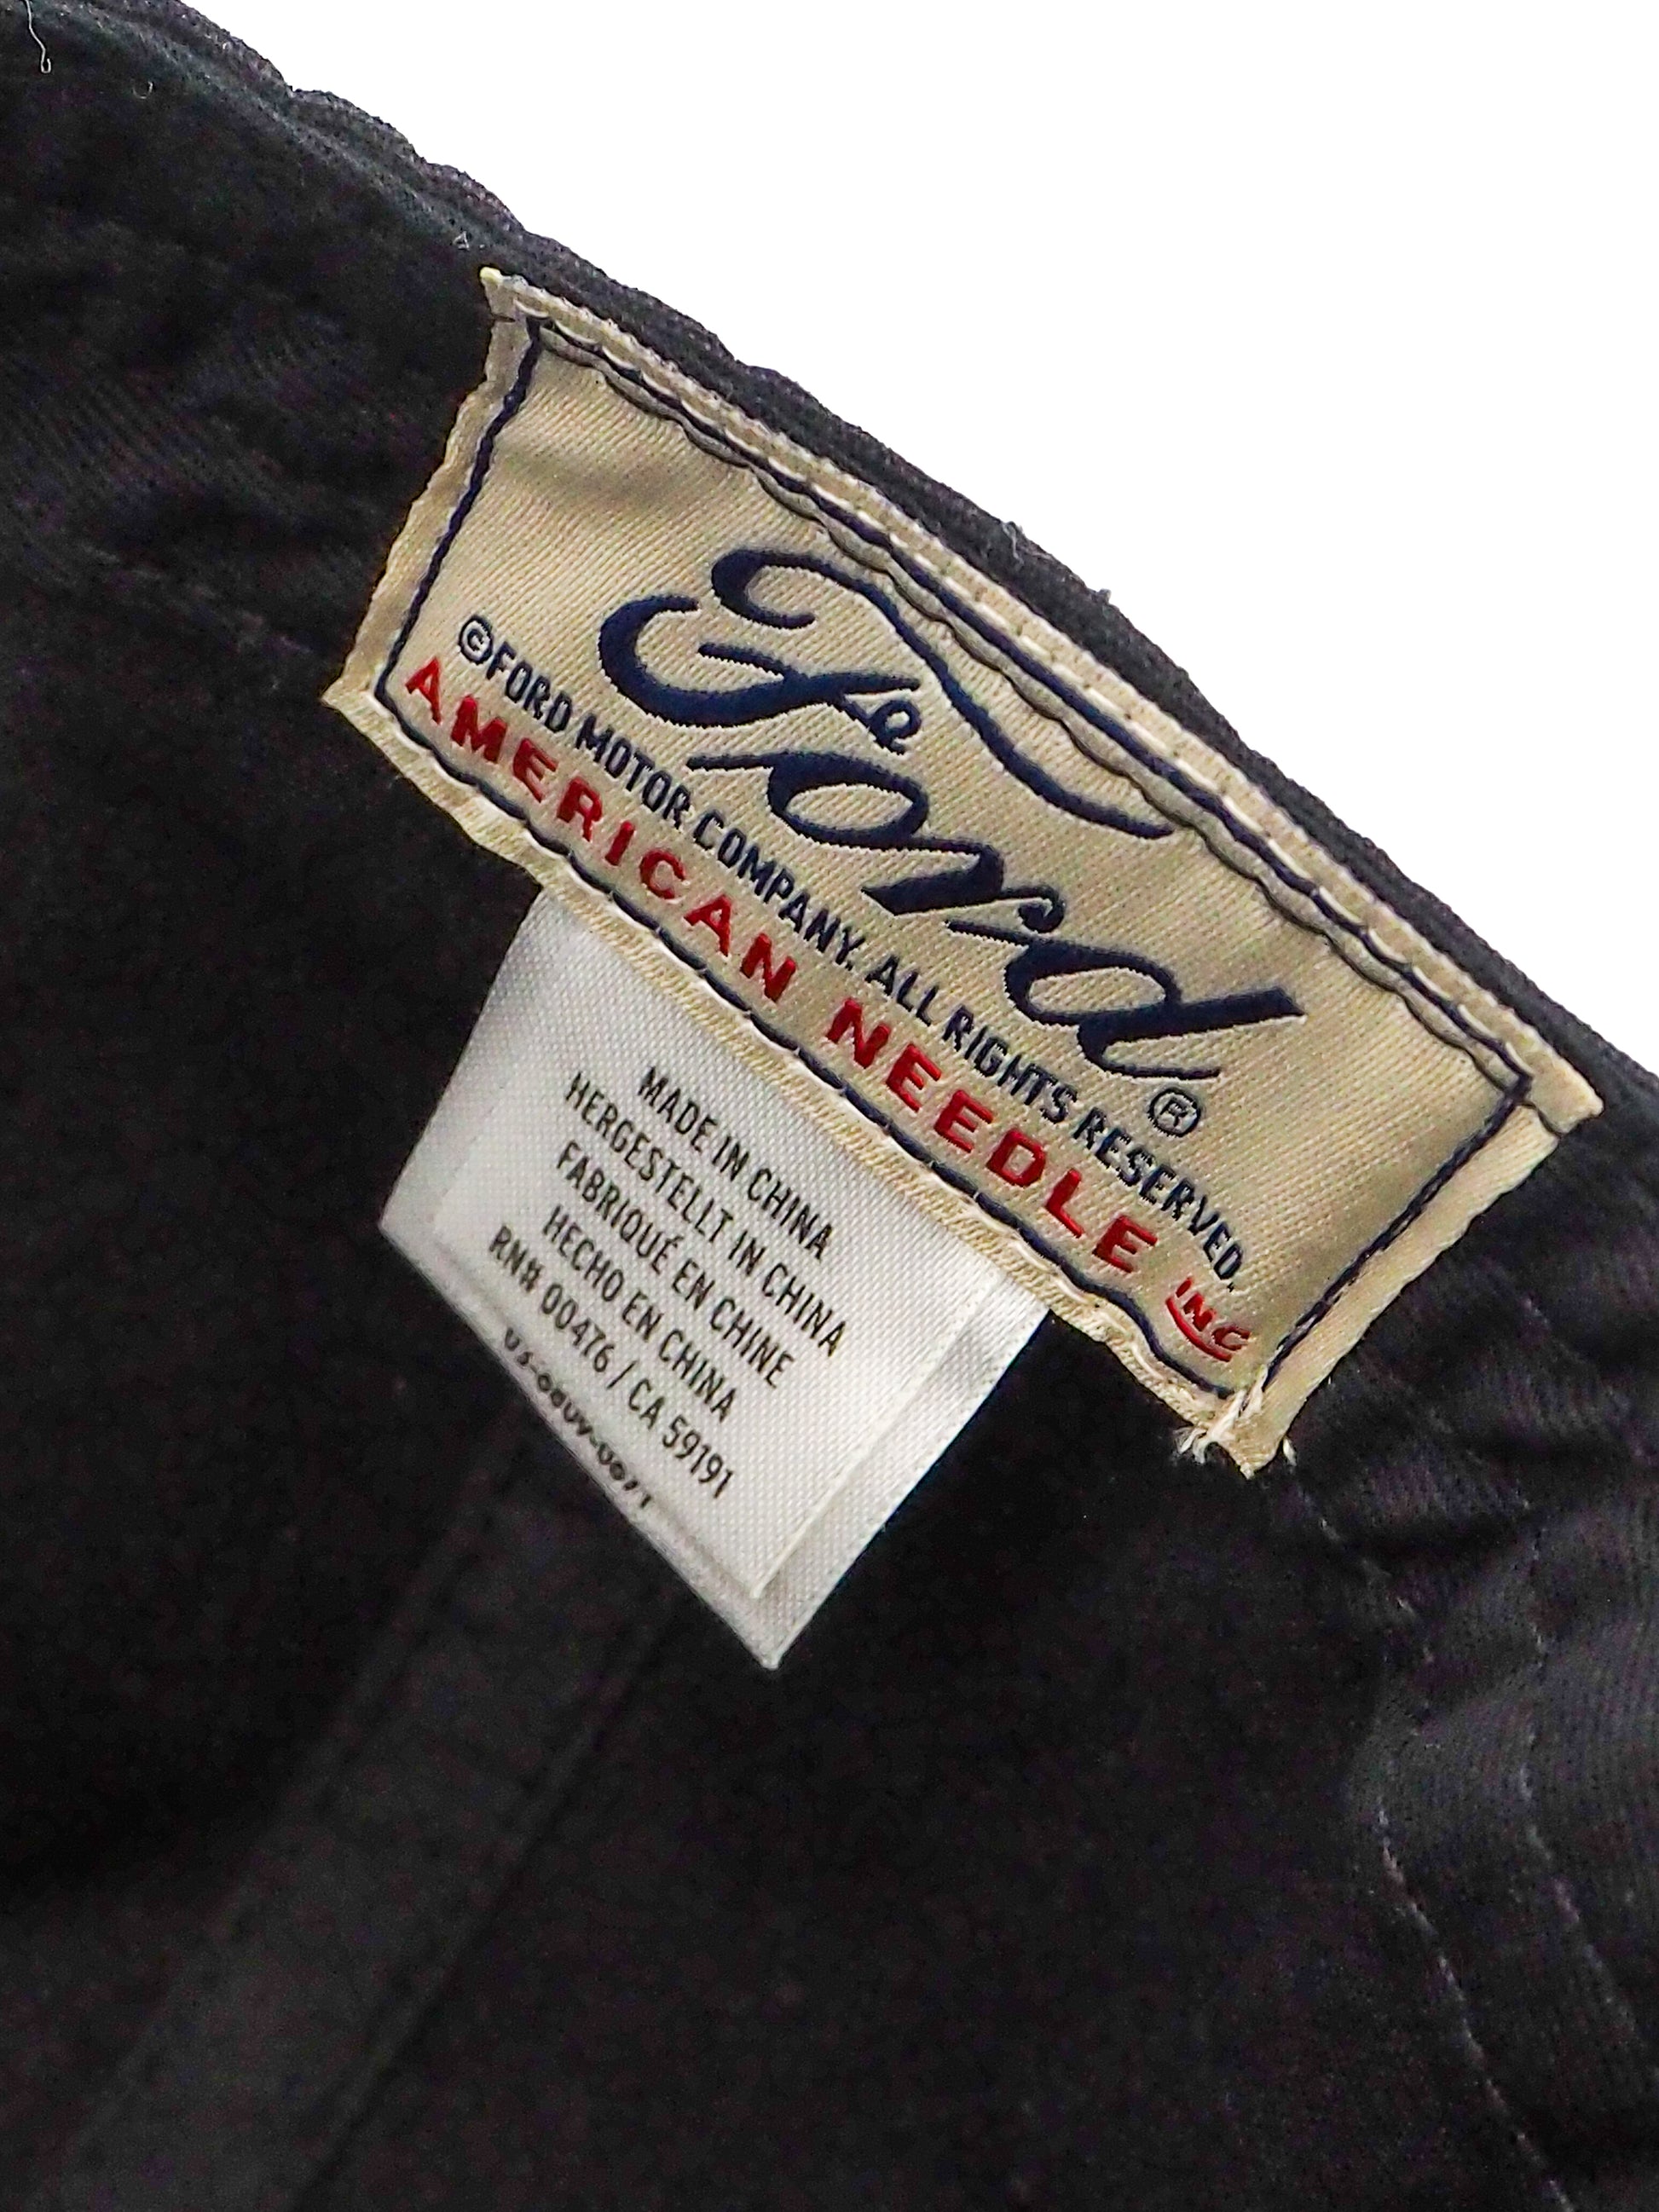 Ford®
©FORD MOTOR COMPANY. ALL RIGHTS RESERVED.
AMERICAN NEEDLE INC
MADE IN CHINA
HERGESTELLT IN CHINA
FABRIQUÉ EN CHINE
HECHO EN CHINA
RN# 00476 / CA 59191